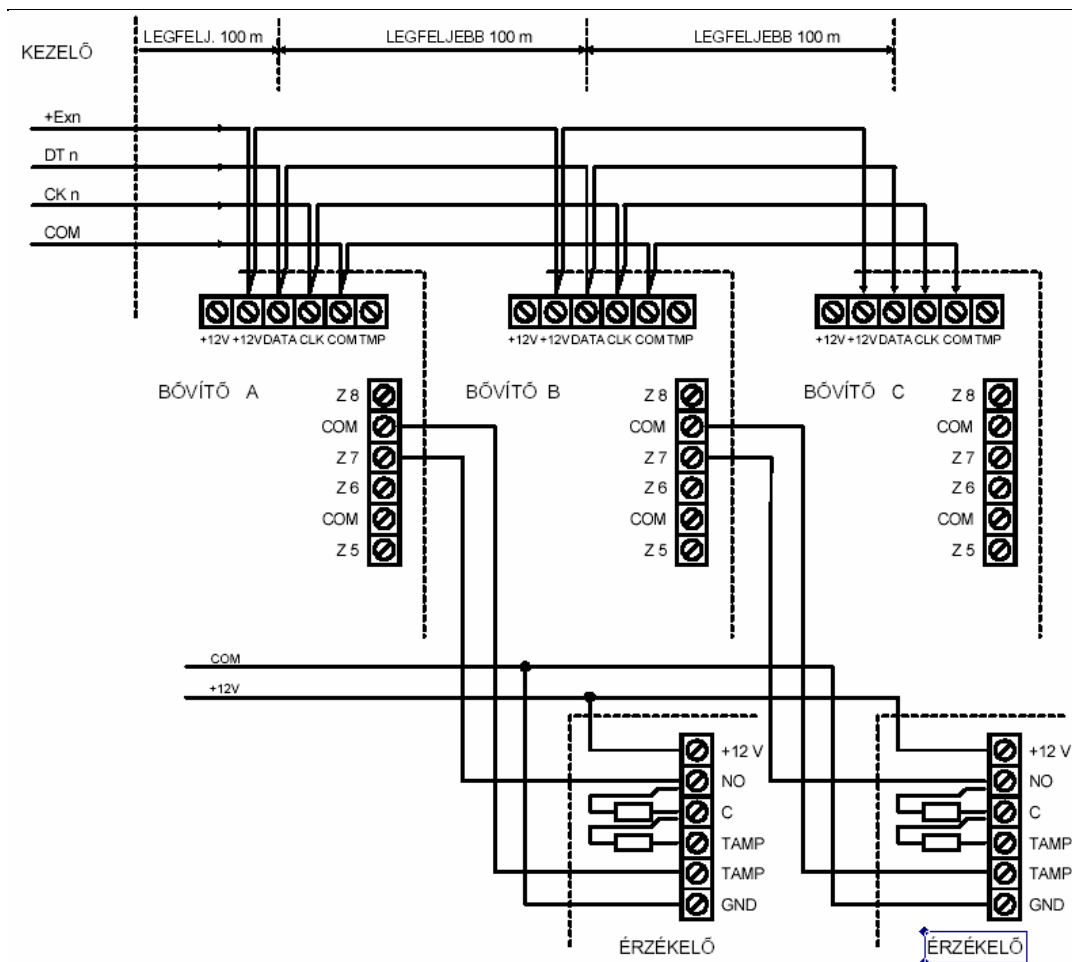 LEGFELJ. 100 m
LEGFELJEBB 100 m
LEGFELJEBB 100 m
KEZELŐ
+Exn
DT n
CK n
COM
+12V +12V DATA CLK COM TMP
+12V +12V DATA CLK COM TMP
+12V +12V DATA CLK COM TMP
BŐVÍTŐ A
Z 8
COM
Z 7
Z 6
COM
Z 5
BŐVÍTŐ B
Z 8
COM
Z 7
Z 6
COM
Z 5
BŐVÍTŐ C
Z 8
COM
Z 7
Z 6
COM
Z 5
COM
+12V
+12 V
NO
C
TAMP
TAMP
GND
ÉRZÉKELŐ
+12 V
NO
C
TAMP
TAMP
GND
ÉRZÉKELŐ